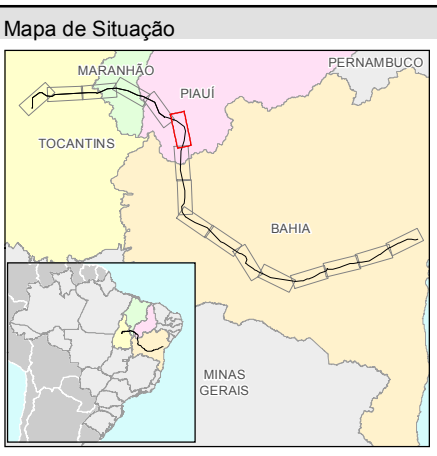 Mapa de Situação
PERNAMBUCO
MARANHÃO
PIAUÍ
TOCANTINS
BAHIA
MINAS
GERAIS